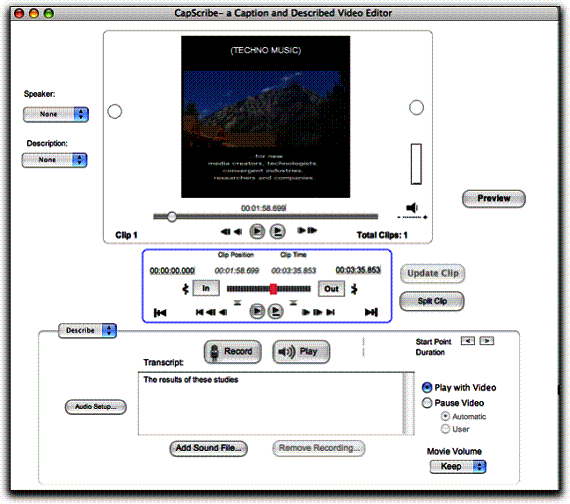 CapScribe- a Caption and Described Video Editor
Speaker:
None
Description:
None
(TECHNO MUSIC)
for new
media creators, technologists
convergent industries,
researchers and companies.
00:01:58.699
- +
Clip 1
Total Clips: 1
Preview
Clip Position Clip Time
00:00:00.000 00:01:58.699 00:03:35.853 00:03:35.853
In Out
Update Clip
Split Clip
Describe
Record Play
Start Point < >
Duration
Transcript:
The results of these studies
Audio Setup...
Play with Video
Pause Video
Automatic
User
Add Sound File... Remove Recording...
Movie Volume
Keep